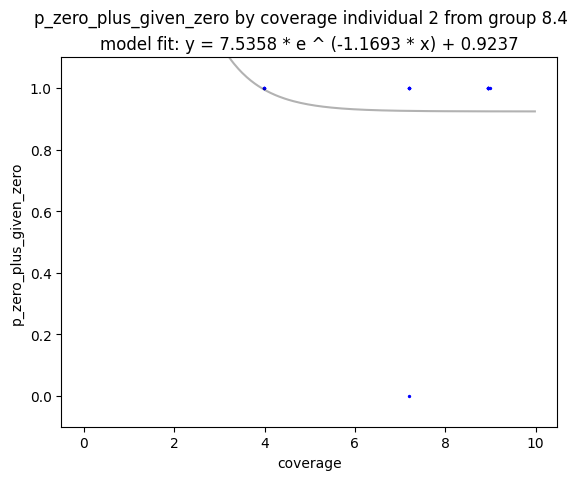 p_zero_plus_given_zero by coverage individual 2 from group 8.4
model fit: y = 7.5358 * e ^ (-1.1693 * x) + 0.9237
p_zero_plus_given_zero
1.0
0.8
0.6
0.4
0.2
0.0
0 2 4 6 8 10
coverage